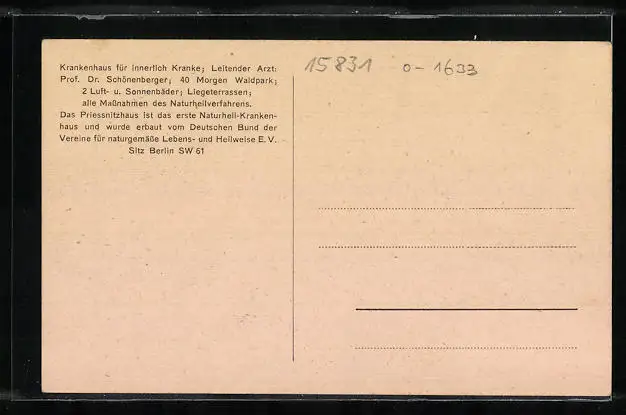 Krankenhaus für innerlich Kranke; Leitender Arzt:
Prof. Dr. Schönenberger; 40 Morgen Waldpark;
2 Luft- u. Sonnenbäder; Liegeterrassen;
alle Maßnahmen des Naturheilverfahrens.
Das Priessnitzhaus ist das erste Naturheil-Kranken-
haus und wurde erbaut vom Deutschen Bund der
Vereine für naturgemäße Lebens- und Heilweise E. V.
Sitz Berlin SW 61
15831 0-1633